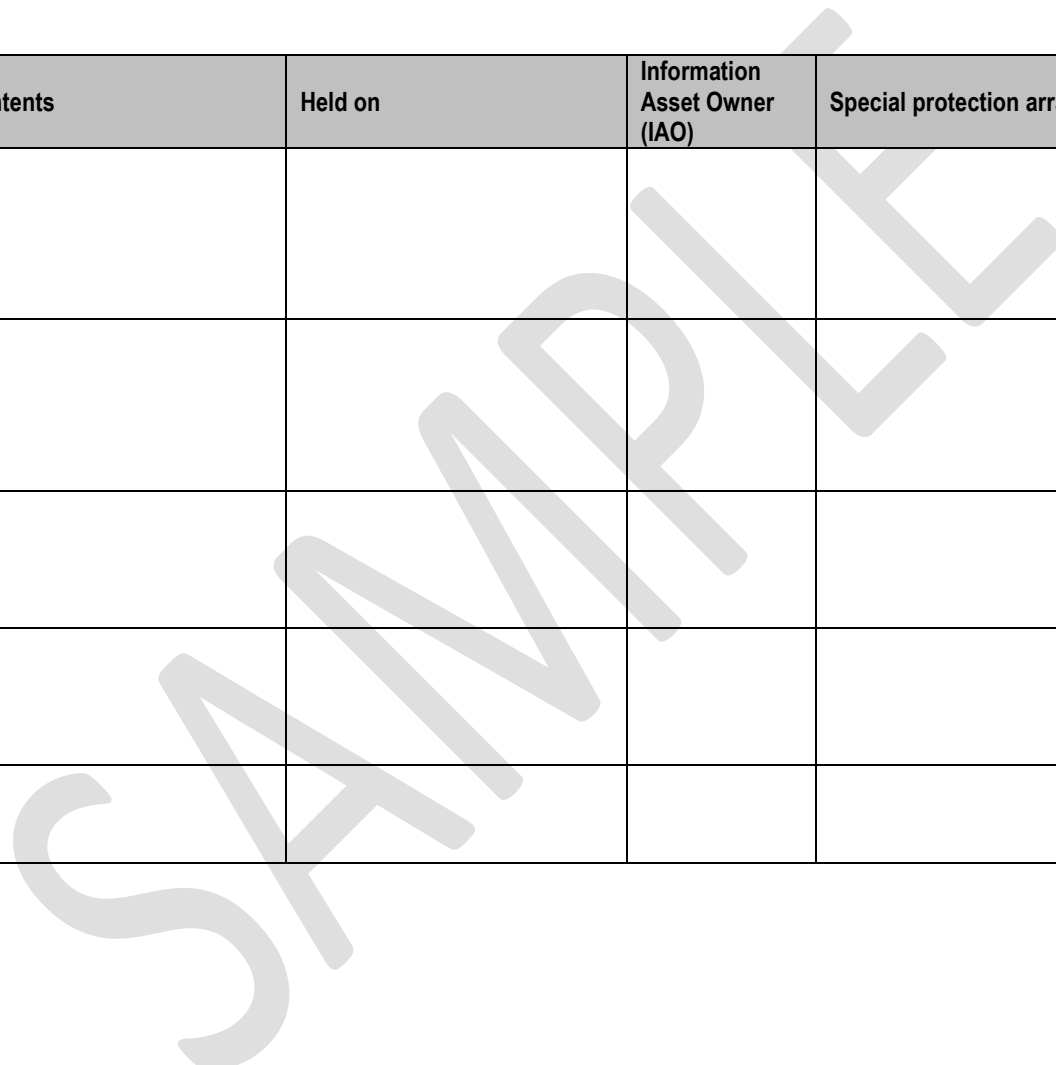 ntents
Held on
Information
Asset Owner
(IAO)
Special protection arr
SAMPLE